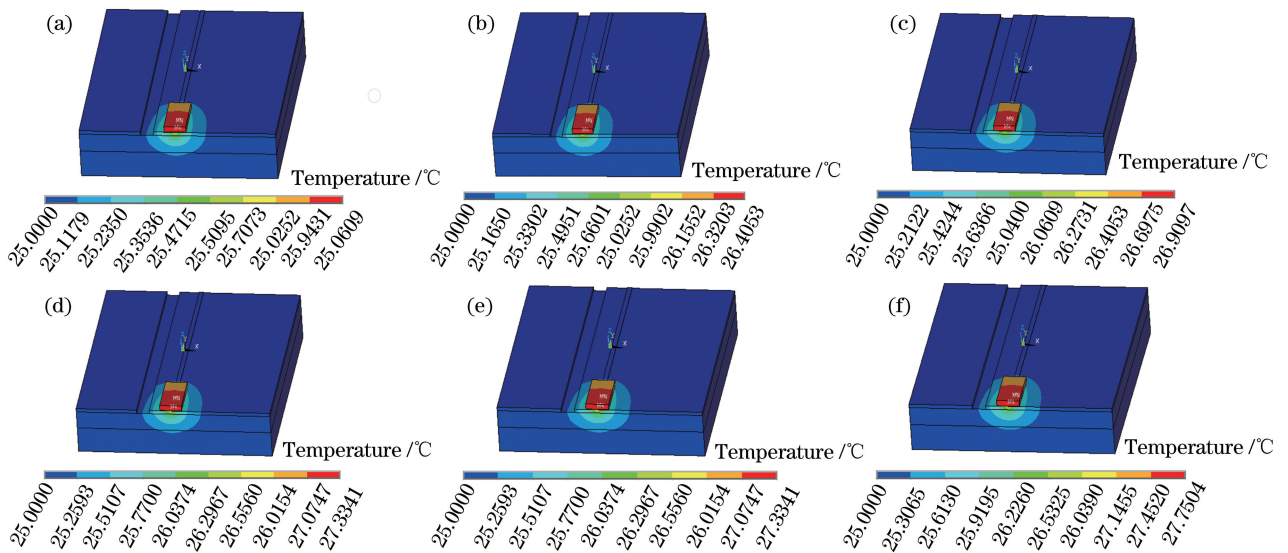 (a)
(b)
(c)
X
X
X
MN
MN
MN
Temperature /℃
Temperature /℃
Temperature /℃
25.0000 25.1179 25.2350 25.3536 25.4715 25.5095 25.7073 25.0252 25.9431 25.0609
25.0000 25.1650 25.3302 25.4951 25.6601 25.0252 25.9902 26.1552 26.3203 26.4053
25.0000 25.2122 25.4244 25.6366 25.0400 26.0609 26.2731 26.4053 26.6975 26.9097
(d)
(e)
(f)
X
X
X
MN
MN
MN
Temperature /℃
Temperature /℃
Temperature /℃
25.0000 25.2593 25.5107 25.7700 26.0374 26.2967 26.5560 26.0154 27.0747 27.3341
25.0000 25.2593 25.5107 25.7700 26.0374 26.2967 26.5560 26.0154 27.0747 27.3341
25.0000 25.3065 25.6130 25.9195 26.2260 26.5325 26.0390 27.1455 27.4520 27.7504